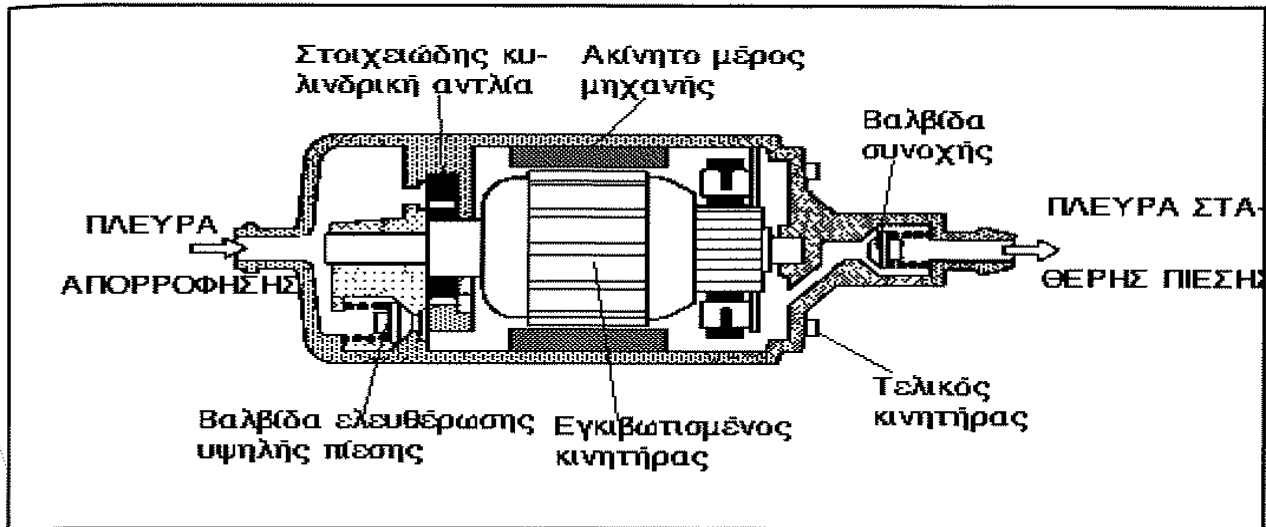 Στοιχειώδης κυ-
λινδρική αντλία
Ακίνητο μέρος
μηχανής
Βαλβίδα
συνοχής
ΠΛΕΥΡΑ
ΑΠΟΡΡΟΦΗΣΗΣ
ΠΛΕΥΡΑ ΣΤΑ-
ΘΕΡΗΣ ΠΙΕΣΗΣ
Βαλβίδα ελευθέρωσης
υψηλής πίεσης
Εγκιβωτισμένος
κινητήρας
Τελικός
κινητήρας